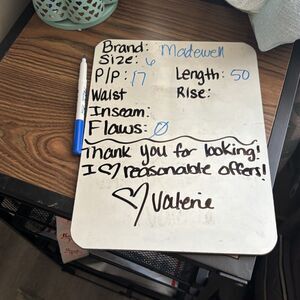 Brand: Madewell
Size: 6
P/P: 17 Length: 50
Waist Rise:
Inseam:
Flaws: Ø
Thank you for looking!
I ♡ reasonable offers!
♡ Valerie